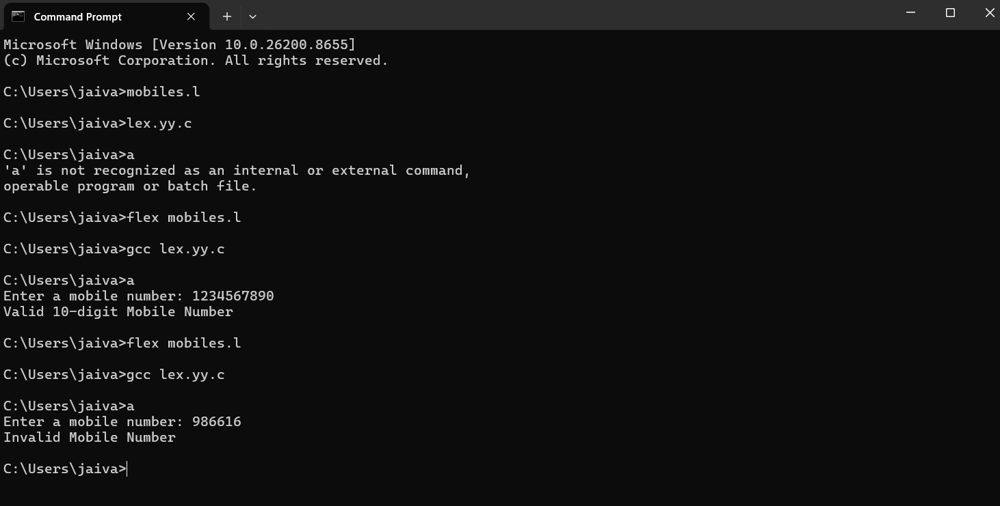 Command Prompt
Microsoft Windows [Version 10.0.26200.8655]
(c) Microsoft Corporation. All rights reserved.
C:\Users\jaiva>mobiles.l
C:\Users\jaiva>lex.yy.c
C:\Users\jaiva>a
'a' is not recognized as an internal or external command,
operable program or batch file.
C:\Users\jaiva>flex mobiles.l
C:\Users\jaiva>gcc lex.yy.c
C:\Users\jaiva>a
Enter a mobile number: 1234567890
Valid 10-digit Mobile Number
C:\Users\jaiva>flex mobiles.l
C:\Users\jaiva>gcc lex.yy.c
C:\Users\jaiva>a
Enter a mobile number: 986616
Invalid Mobile Number
C:\Users\jaiva>